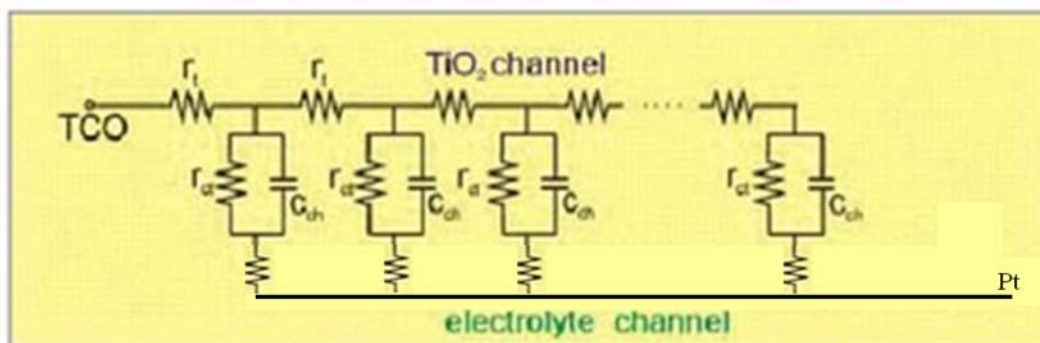 r_t r_t TiO₂ channel
TCO
r_ct C_ch r_ct C_ch r_ct C_ch r_ct C_ch
Pt
electrolyte channel